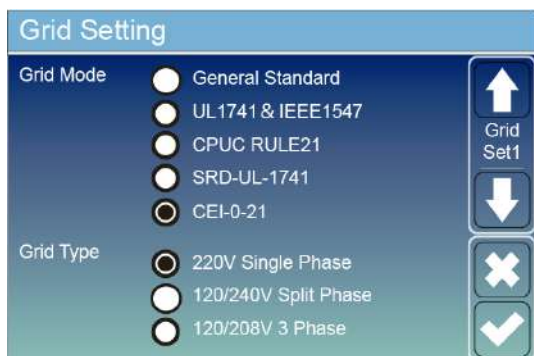 Grid Setting
Grid Mode
General Standard
UL1741 & IEEE1547
CPUC RULE21
SRD-UL-1741
CEI-0-21
Grid Type
220V Single Phase
120/240V Split Phase
120/208V 3 Phase
Grid
Set1